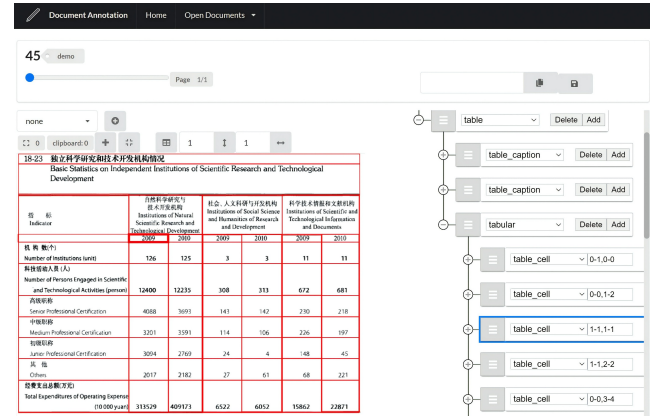 Document Annotation Home Open Documents
45 demo
Page 1/1
none
0 clipboard: 0 1 1
18-23 独立科学研究和技术开发机构情况
Basic Statistics on Independent Institutions of Scientific Research and Technological
Development
指 标
Indicator
自然科学研究与
技术开发机构
Institutions of Natural
Scientific Research and
Technological Development
社会、人文科研与开发机构
Institutions of Social Science
and Humanities of Research
and Development
科学技术情报和文献机构
Institutions of Scientific and
Technological Information
and Documents
2009 2010 2009 2010 2009 2010
机 构 数(个)
Number of Institutions (unit) 126 125 3 3 11 11
科技活动人员(人)
Number of Persons Engaged in Scientific
and Technological Activities (person) 12400 12235 308 313 672 681
高级职称
Senior Professional Certification 4088 3693 143 142 230 218
中级职称
Medium Professional Certification 3201 3591 114 106 226 197
初级职称
Junior Professional Certification 3094 2769 24 4 148 45
其 他
Others 2017 2182 27 61 68 221
经费支出总额(万元)
Total Expenditures of Operating Expense
(10 000 yuan) 313529 409173 6522 6052 15862 22871
table Delete Add
table_caption Delete Add
table_caption Delete Add
tabular Delete Add
table_cell 0-1,0-0
table_cell 0-0,1-2
table_cell 1-1,1-1
table_cell 1-1,2-2
table_cell 0-0,3-4